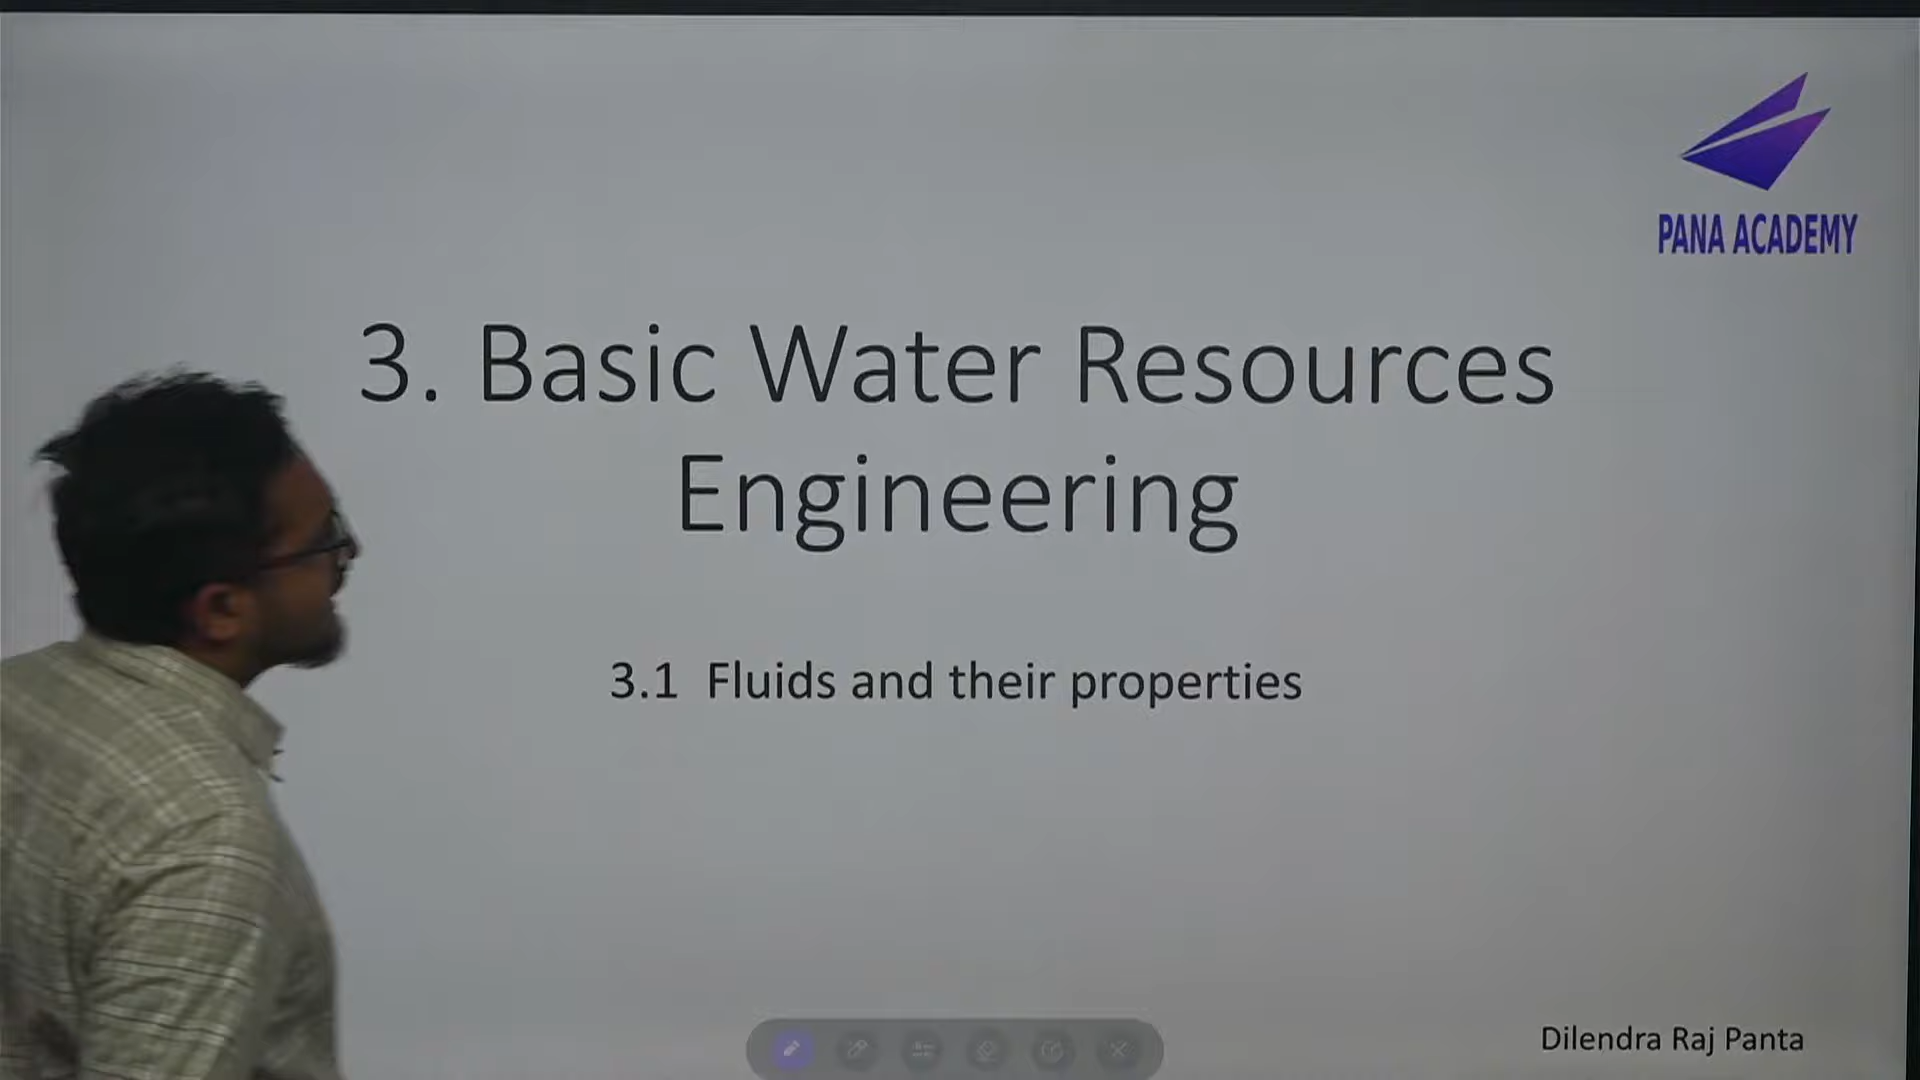 PANA ACADEMY
3. Basic Water Resources
Engineering
3.1 Fluids and their properties
Dilendra Raj Panta